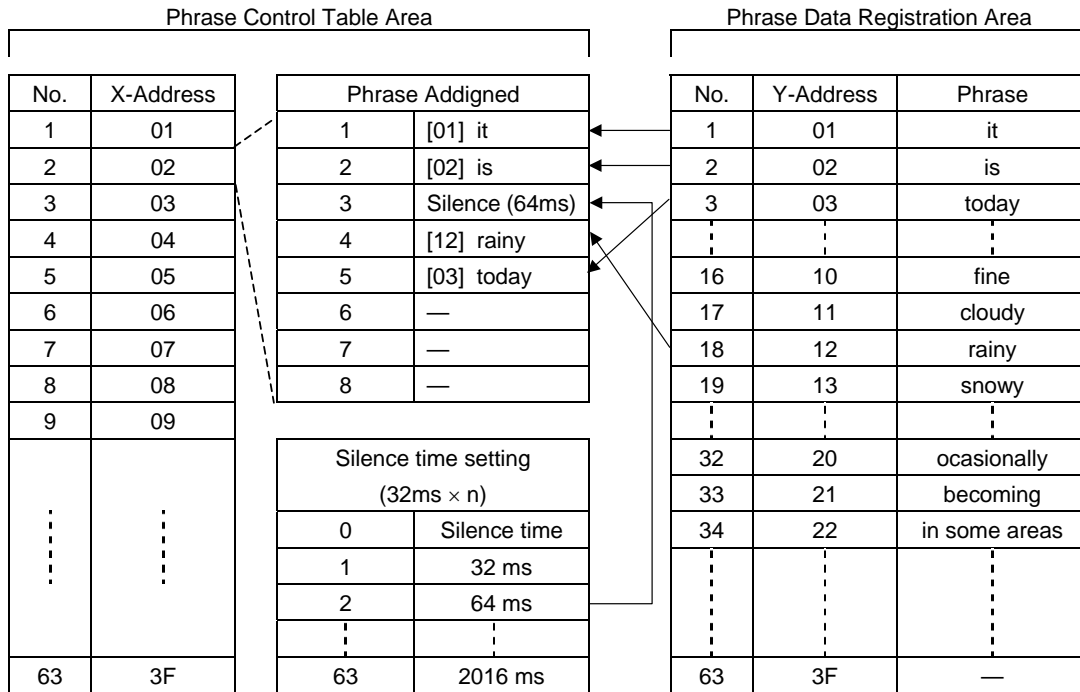 Phrase Control Table Area
Phrase Data Registration Area
No. X-Address
1 01
2 02
3 03
4 04
5 05
6 06
7 07
8 08
9 09
63 3F
Phrase Addigned
1 [01] it
2 [02] is
3 Silence (64ms)
4 [12] rainy
5 [03] today
6 —
7 —
8 —
Silence time setting
(32ms × n)
0 Silence time
1 32 ms
2 64 ms
63 2016 ms
No. Y-Address Phrase
1 01 it
2 02 is
3 03 today
16 10 fine
17 11 cloudy
18 12 rainy
19 13 snowy
32 20 ocasionally
33 21 becoming
34 22 in some areas
63 3F —